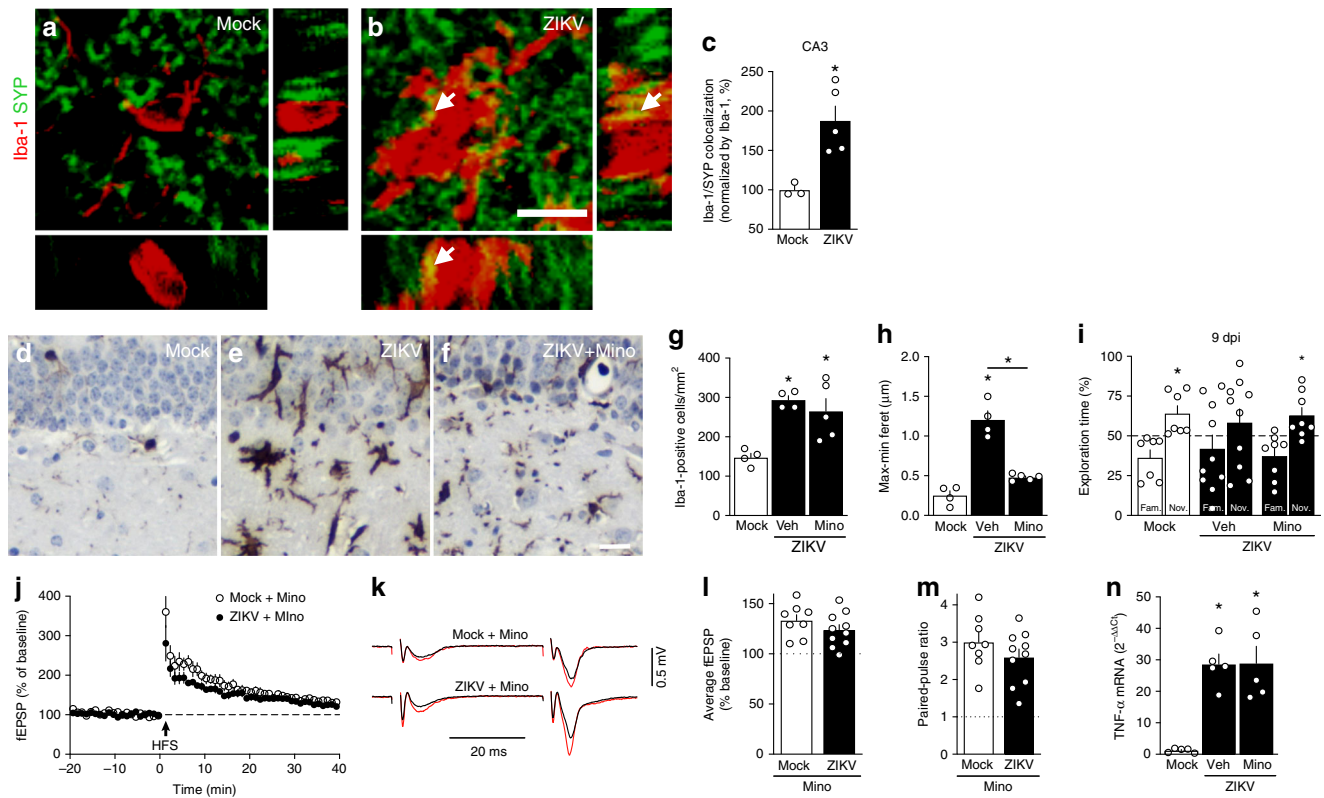 a
Mock
b
ZIKV
Iba-1 SYP
c
CA3
Iba-1/SYP colocalization
(normalized by Iba-1, %)
250
200
150
100
50
*
Mock
ZIKV
d
Mock
e
ZIKV
f
ZIKV+Mino
g
Iba-1-positive cells/mm2
400
300
200
100
0
*
*
Mock
Veh
Mino
ZIKV
h
Max-min feret (μm)
2.0
1.5
1.0
0.5
0.0
*
*
Mock
Veh
Mino
ZIKV
i
9 dpi
Exploration time (%)
100
50
0
*
*
Fam.
Nov.
Fam.
Nov.
Fam.
Nov.
Mock
Veh
Mino
ZIKV
j
fEPSP (% of baseline)
400
300
200
100
0
Mock + Mino
ZIKV + MIno
HFS
−20
−10
0
10
20
30
40
Time (min)
k
Mock + Mino
ZIKV + Mino
0.5 mV
20 ms
l
Average fEPSP
(% baseline)
150
100
50
0
Mock
ZIKV
Mino
m
Paired-pulse ratio
4
3
2
1
0
Mock
ZIKV
Mino
n
TNF-α mRNA (2−ΔΔCt)
50
40
30
20
10
0
*
*
Mock
Veh
Mino
ZIKV